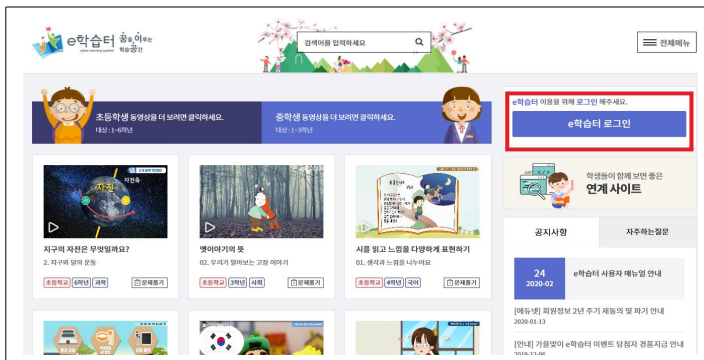 e학습터 꿈을 이루는 학습공간
cyber learning system
검색어를 입력하세요
전체메뉴
초등학생 동영상을 더 보려면 클릭하세요.
대상 : 1~6학년
중학생 동영상을 더 보려면 클릭하세요.
대상 : 1~3학년
e학습터 이용을 위해 로그인 해주세요.
e학습터 로그인
학생들이 함께 보면 좋은
연계 사이트
자전축
자전
지구의 자전은 무엇일까요?
2. 지구와 달의 운동
초등학교 6학년 과학 문제풀기
옛이야기의 뜻
02. 우리가 알아보는 고장 이야기
초등학교 3학년 사회 문제풀기
시를 읽고 느낌을 다양하게 표현하기
01. 생각과 느낌을 나누어요
초등학교 4학년 국어 문제풀기
공지사항 자주하는질문
24
2020-02
e학습터 사용자 매뉴얼 안내
[에듀넷] 회원정보 2년 주기 재동의 및 파기 안내
2020-01-13
[안내] 가을맞이 e학습터 이벤트 당첨자 경품지급 안내
2019-12-06